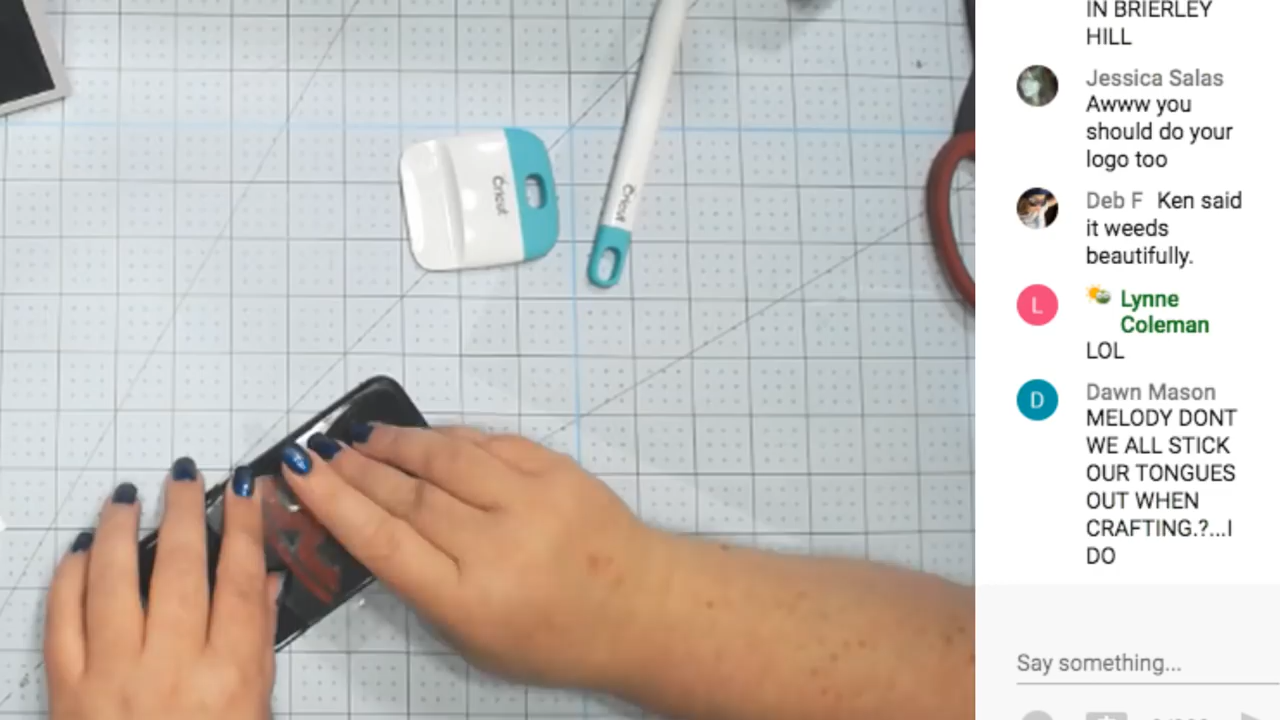 IN BRIERLEY
HILL
Jessica Salas
Awww you
should do your
logo too
Deb F Ken said
it weeds
beautifully.
L
Lynne
Coleman
LOL
D
Dawn Mason
MELODY DONT
WE ALL STICK
OUR TONGUES
OUT WHEN
CRAFTING.?...I
DO
Say something...
Cricut
Cricut